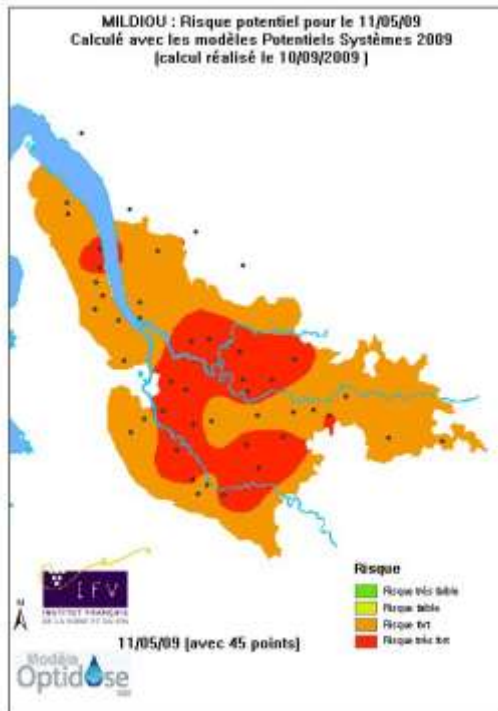 MILDIOU : Risque potentiel pour le 11/05/09
Calculé avec les modèles Potentiels Systèmes 2009
(calcul réalisé le 10/09/2009 )
Risque
Risque très faible
Risque faible
Risque fort
Risque très fort
N
IFV
INSTITUT FRANÇAIS
DE LA VIGNE ET DU VIN
11/05/09 (avec 45 points)
Modèle
Optidose